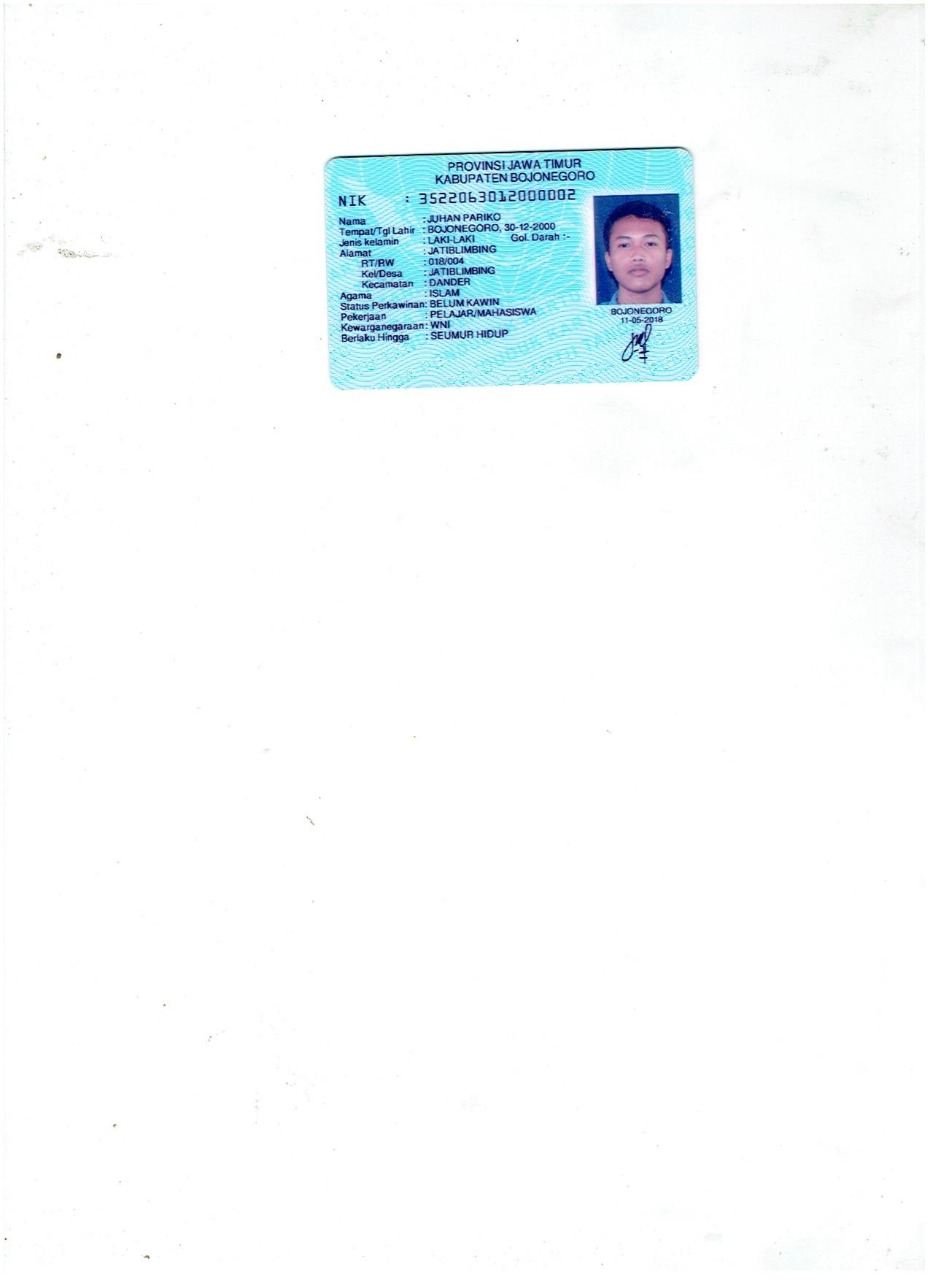 PROVINSI JAWA TIMUR
KABUPATEN BOJONEGORO
NIK : 3522063012000002
Nama : JUHAN PARIKO
Tempat/Tgl Lahir : BOJONEGORO, 30-12-2000
Jenis kelamin : LAKI-LAKI Gol. Darah :-
Alamat : JATIBLIMBING
RT/RW : 018/004
Kel/Desa : JATIBLIMBING
Kecamatan : DANDER
Agama : ISLAM
Status Perkawinan: BELUM KAWIN
Pekerjaan : PELAJAR/MAHASISWA
Kewarganegaraan: WNI
Berlaku Hingga : SEUMUR HIDUP
BOJONEGORO
11-05-2018